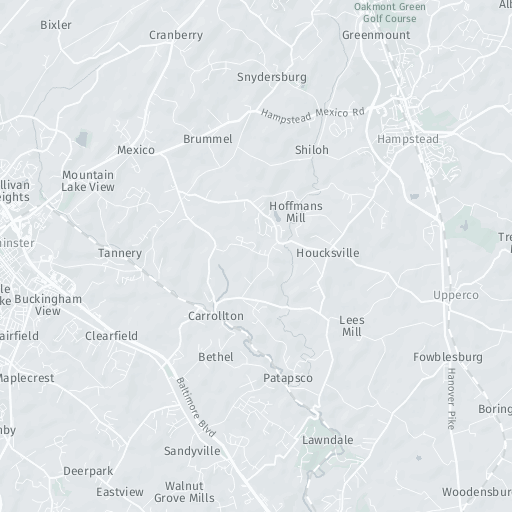 Oakmont Green
Golf Course
Bixler
Cranberry
Greenmount
Snydersburg
Hampstead Mexico Rd
Brummel
Hampstead
Mexico
Shiloh
Mountain
Lake View
Hoffmans
Mill
Tannery
Houcksville
Buckingham
View
Upperco
Carrollton
Clearfield
Lees
Mill
Bethel
Fowblesburg
Patapsco
Maplecrest
Baltimore Blvd
Hanover Pike
Boring
Lawndale
Sandyville
Deerpark
Eastview
Walnut
Grove Mills
Woodensburg